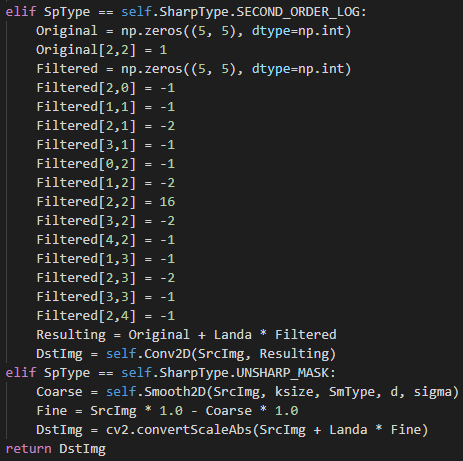 elif SpType == self.SharpType.SECOND_ORDER_LOG:
    Original = np.zeros((5, 5), dtype=np.int)
    Original[2,2] = 1
    Filtered = np.zeros((5, 5), dtype=np.int)
    Filtered[2,0] = -1
    Filtered[1,1] = -1
    Filtered[2,1] = -2
    Filtered[3,1] = -1
    Filtered[0,2] = -1
    Filtered[1,2] = -2
    Filtered[2,2] = 16
    Filtered[3,2] = -2
    Filtered[4,2] = -1
    Filtered[1,3] = -1
    Filtered[2,3] = -2
    Filtered[3,3] = -1
    Filtered[2,4] = -1
    Resulting = Original + Landa * Filtered
    DstImg = self.Conv2D(SrcImg, Resulting)
elif SpType == self.SharpType.UNSHARP_MASK:
    Coarse = self.Smooth2D(SrcImg, ksize, SmType, d, sigma)
    Fine = SrcImg * 1.0 - Coarse * 1.0
    DstImg = cv2.convertScaleAbs(SrcImg + Landa * Fine)
return DstImg